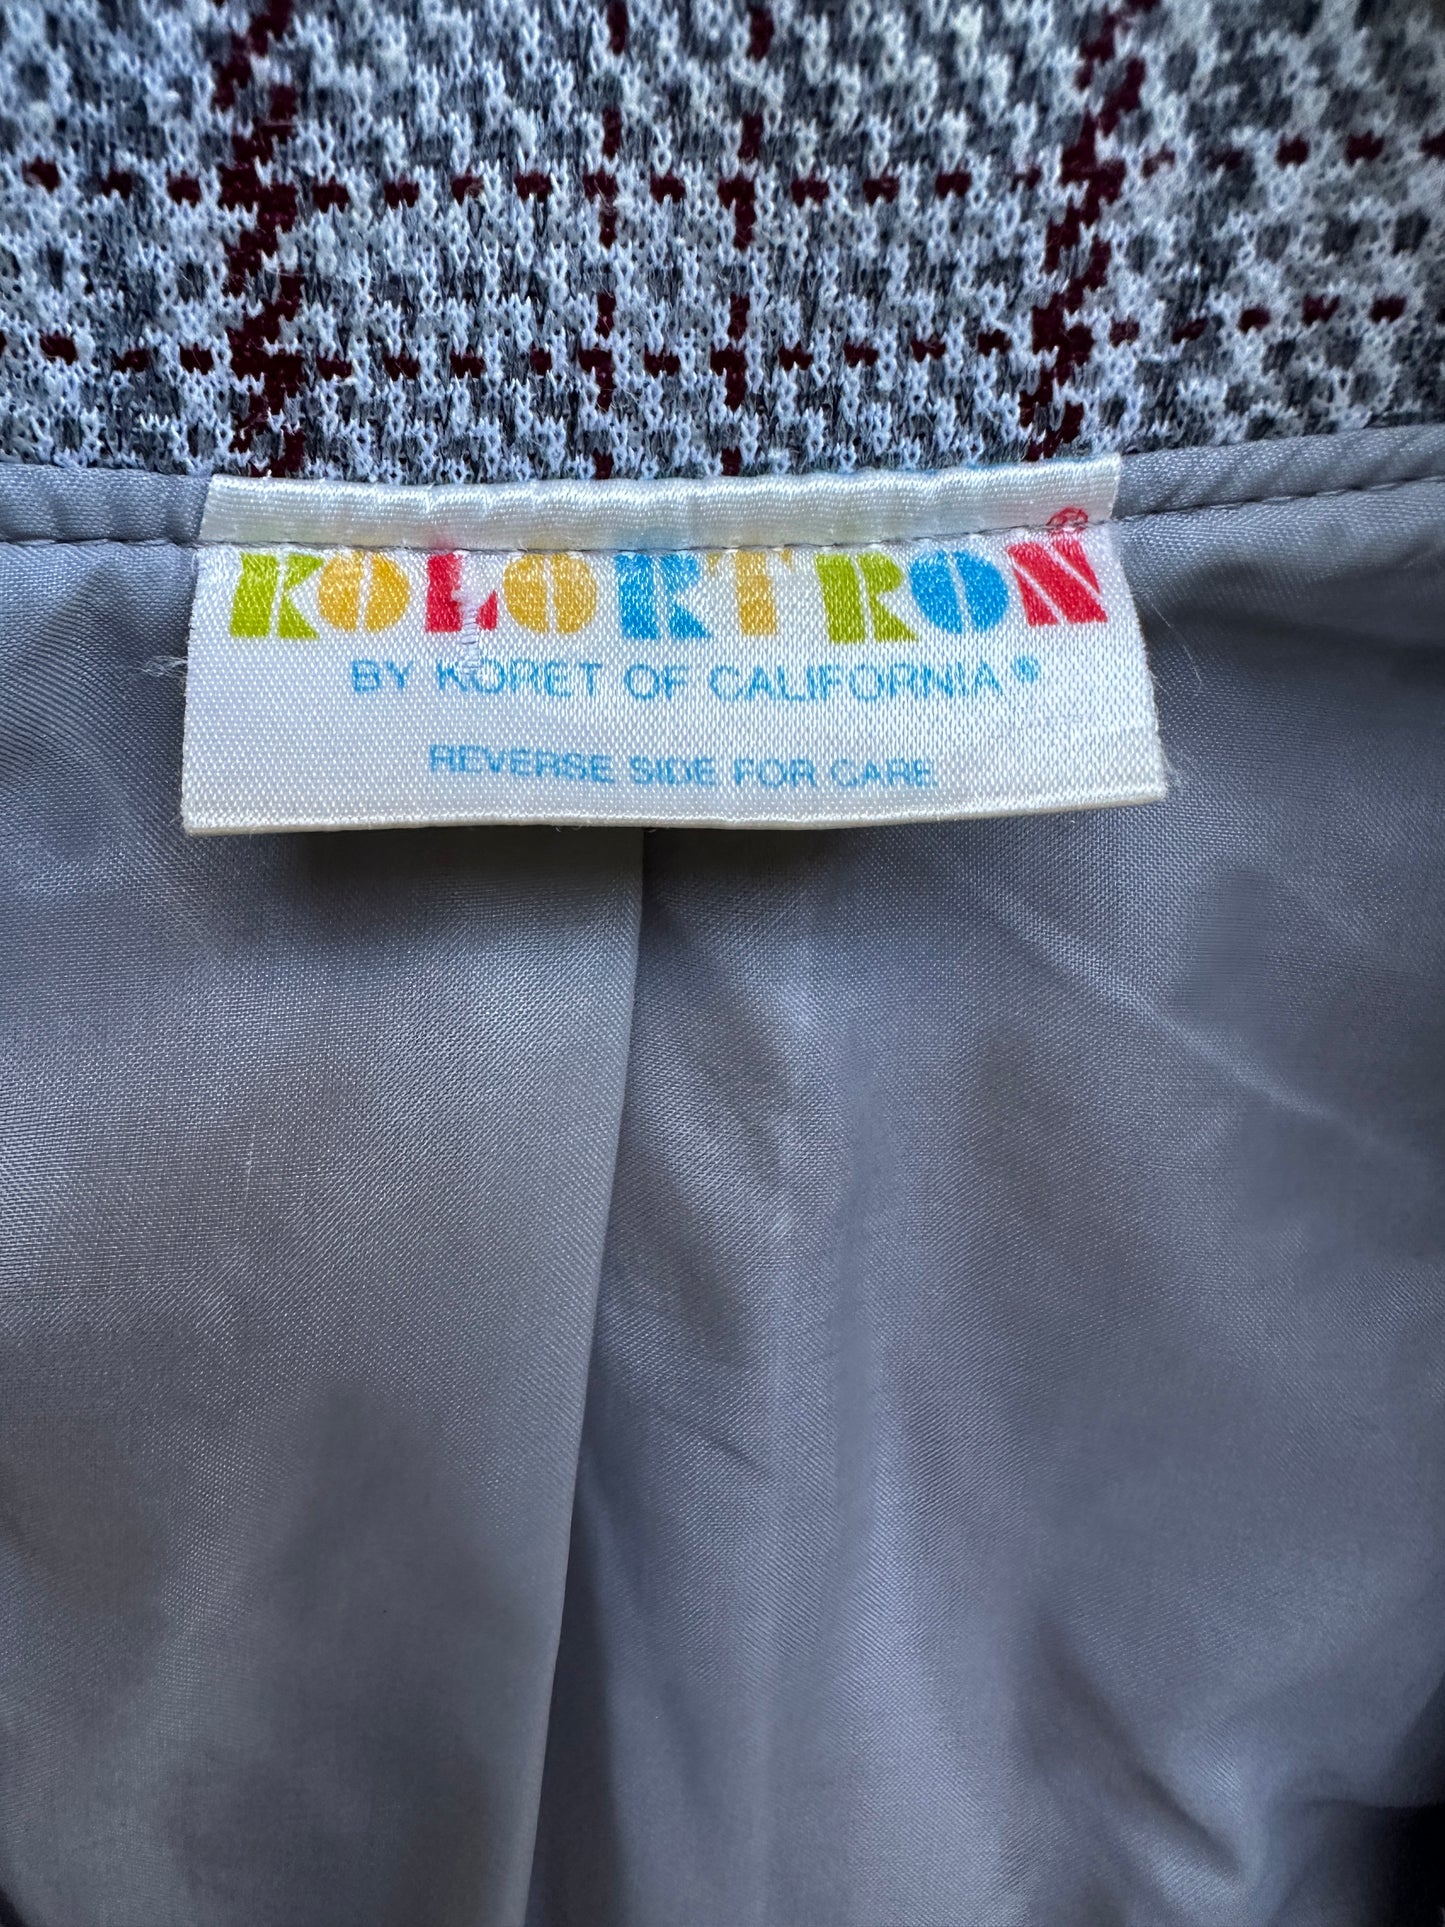 KOLORTRON®
BY KORET OF CALIFORNIA®
REVERSE SIDE FOR CARE